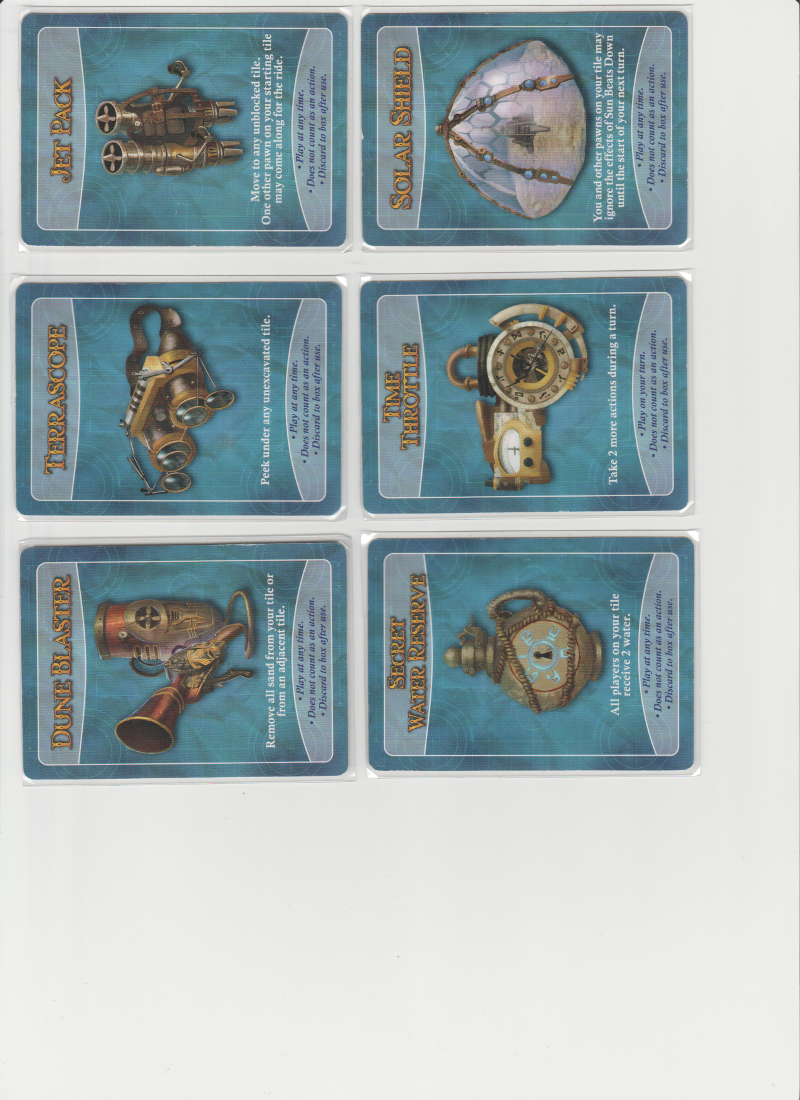 DUNE BLASTER
Remove all sand from your tile or
from an adjacent tile.
• Play at any time.
• Does not count as an action.
• Discard to box after use.
TERRASCOPE
Peek under any unexcavated tile.
• Play at any time.
• Does not count as an action.
• Discard to box after use.
JET PACK
Move to any unblocked tile.
One other pawn on your starting tile
may come along for the ride.
• Play at any time.
• Does not count as an action.
• Discard to box after use.
SECRET
WATER RESERVE
All players on your tile
receive 2 water.
• Play at any time.
• Does not count as an action.
• Discard to box after use.
TIME
THROTTLE
Take 2 more actions during a turn.
• Play on your turn.
• Does not count as an action.
• Discard to box after use.
SOLAR SHIELD
You and other pawns on your tile may
ignore the effects of Sun Beats Down
until the start of your next turn.
• Play at any time.
• Does not count as an action.
• Discard to box after use.